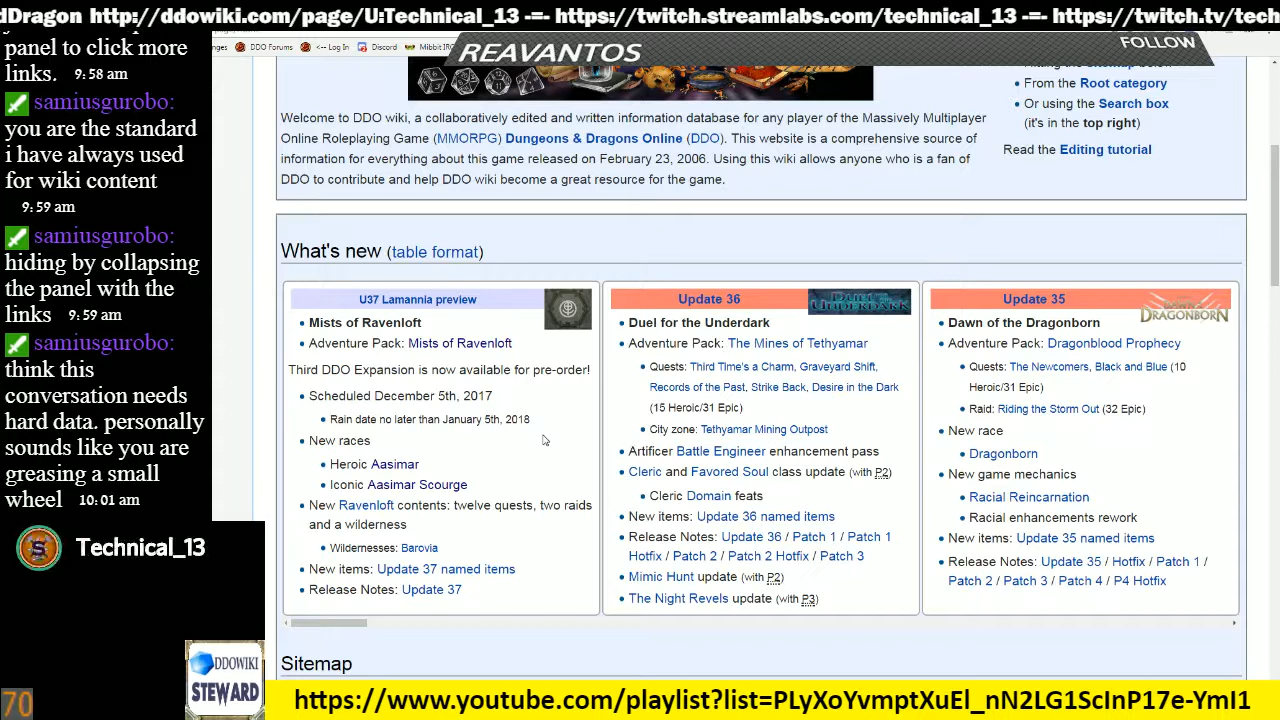 dDragon http://ddowiki.com/page/U:Technical_13 -=- https://twitch.streamlabs.com/technical_13 -=- https://twitch.tv/tech
panel to click more
links. 9:58 am
samiusgurobo:
you are the standard
i have always used
for wiki content
9:59 am
samiusgurobo:
hiding by collapsing
the panel with the
links 9:59 am
samiusgurobo:
think this
conversation needs
hard data. personally
sounds like you are
greasing a small
wheel 10:01 am
Technical_13
DDOWIKI
STEWARD
70
DDO Forums
<-- Log In
Discord
Mibbit IR
REAVANTOS
FOLLOW
From the Root category
Or using the Search box
(it's in the top right)
Read the Editing tutorial
Welcome to DDO wiki, a collaboratively edited and written information database for any player of the Massively Multiplayer
Online Roleplaying Game (MMORPG) Dungeons & Dragons Online (DDO). This website is a comprehensive source of
information for everything about this game released on February 23, 2006. Using this wiki allows anyone who is a fan of
DDO to contribute and help DDO wiki become a great resource for the game.
What's new (table format)
U37 Lamannia preview
Mists of Ravenloft
Adventure Pack: Mists of Ravenloft
Third DDO Expansion is now available for pre-order!
Scheduled December 5th, 2017
Rain date no later than January 5th, 2018
New races
Heroic Aasimar
Iconic Aasimar Scourge
New Ravenloft contents: twelve quests, two raids
and a wilderness
Wildernesses: Barovia
New items: Update 37 named items
Release Notes: Update 37
Update 36
DUEL FOR THE UNDERDARK
Duel for the Underdark
Adventure Pack: The Mines of Tethyamar
Quests: Third Time's a Charm, Graveyard Shift,
Records of the Past, Strike Back, Desire in the Dark
(15 Heroic/31 Epic)
City zone: Tethyamar Mining Outpost
Artificer Battle Engineer enhancement pass
Cleric and Favored Soul class update (with P2)
Cleric Domain feats
New items: Update 36 named items
Release Notes: Update 36 / Patch 1 / Patch 1
Hotfix / Patch 2 / Patch 2 Hotfix / Patch 3
Mimic Hunt update (with P2)
The Night Revels update (with P3)
Update 35
DRAGONBORN
Dawn of the Dragonborn
Adventure Pack: Dragonblood Prophecy
Quests: The Newcomers, Black and Blue (10
Heroic/31 Epic)
Raid: Riding the Storm Out (32 Epic)
New race
Dragonborn
New game mechanics
Racial Reincarnation
Racial enhancements rework
New items: Update 35 named items
Release Notes: Update 35 / Hotfix / Patch 1 /
Patch 2 / Patch 3 / Patch 4 / P4 Hotfix
Sitemap
https://www.youtube.com/playlist?list=PLyXoYvmptXuEl_nN2LG1ScInP17e-YmI1